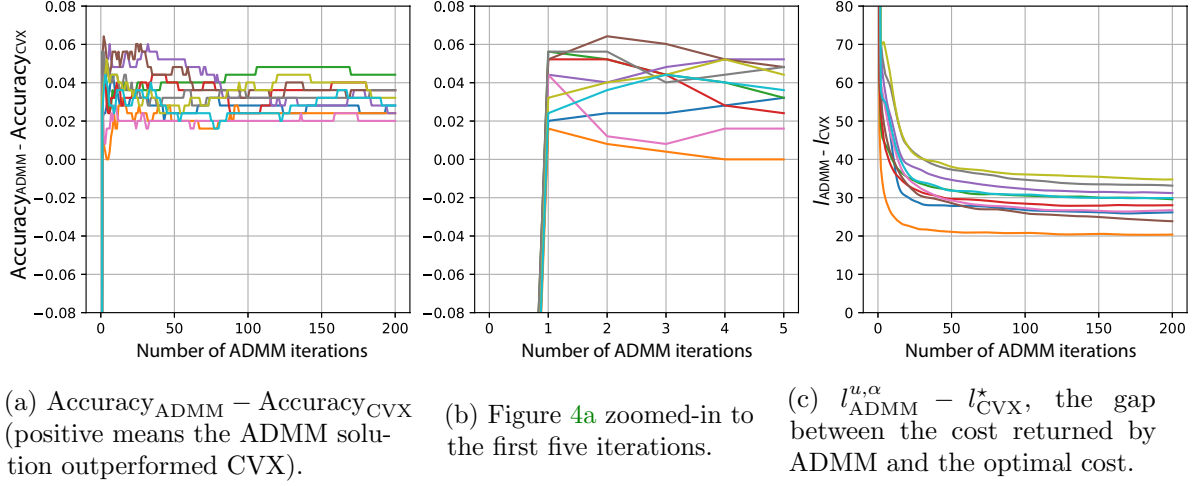 0.08
0.06
0.04
0.02
0.00
−0.02
−0.04
−0.06
−0.08
Accuracy_ADMM - Accuracy_CVX
0 50 100 150 200
Number of ADMM iterations
0.08
0.06
0.04
0.02
0.00
−0.02
−0.04
−0.06
−0.08
0 1 2 3 4 5
Number of ADMM iterations
80
70
60
50
40
30
20
10
0
l_ADMM - l_CVX
0 50 100 150 200
Number of ADMM iterations
(a) Accuracy_ADMM − Accuracy_CVX
(positive means the ADMM solu-
tion outperformed CVX).
(b) Figure 4a zoomed-in to
the first five iterations.
(c) l^{u,α}_ADMM − l^⋆_CVX, the gap
between the cost returned by
ADMM and the optimal cost.